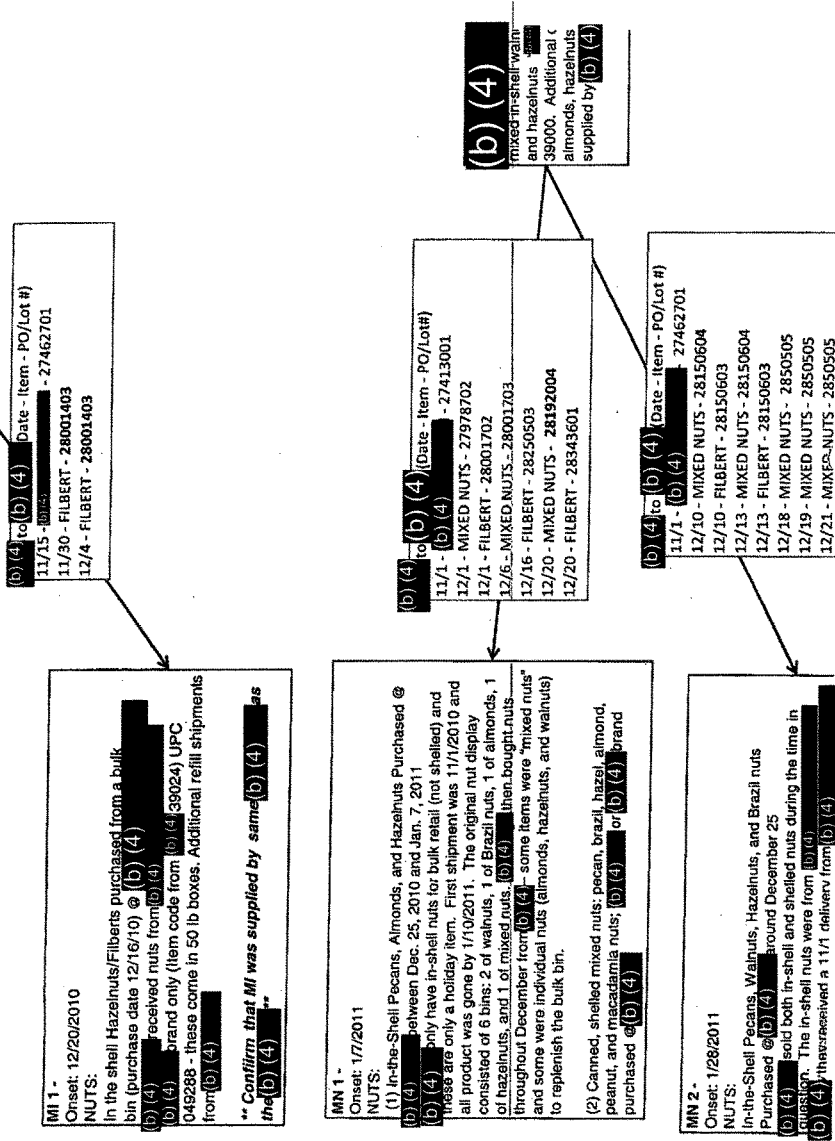 MI 1 -
Onset: 12/20/2010
NUTS:
In the shell Hazelnuts/Filberts purchased from a bulk
bin (purchase date 12/16/10) @ (b) (4)
(b) (4) received nuts from (b) (4)
(b) (4) brand only (Item code from (b) (4) 39024) UPC
049288 - these come in 50 lb boxes. Additional refill shipments
from (b) (4)
** Confiirm that MI was supplied by same (b) (4) as
the (b) (4) **
(b) (4) to (b) (4) Date - Item - PO/Lot #)
11/15 - (b) (4) - 27462701
11/30 - FILBERT - 28001403
12/4 - FILBERT - 28001403
MN 1 -
Onset: 1/7/2011
NUTS:
(1) In-the-Shell Pecans, Almonds, and Hazelnuts Purchased @
(b) (4) between Dec. 25, 2010 and Jan. 7, 2011
(b) (4) only have in-shell nuts for bulk retail (not shelled) and
these are only a holiday item. First shipment was 11/1/2010 and
all product was gone by 1/10/2011. The original nut display
consisted of 6 bins: 2 of walnuts, 1 of Brazil nuts, 1 of almonds, 1
of hazelnuts, and 1 of mixed nuts. (b) (4) then bought nuts
throughout December from (b) (4) – some items were "mixed nuts"
and some were individual nuts (almonds, hazelnuts, and walnuts)
to replenish the bulk bin.
(2) Canned, shelled mixed nuts: pecan, brazil, hazel, almond,
peanut, and macadamia nuts; (b) (4) or (b) (4) brand
purchased @ (b) (4)
(b) (4) to (b) (4) (Date - Item - PO/Lot#)
11/1 - (b) (4) - 27413001
12/1 - MIXED NUTS - 27978702
12/1 - FILBERT - 28001702
12/6 - MIXED NUTS - 28001703
12/16 - FILBERT - 28250503
12/20 - MIXED NUTS - 28192004
12/20 - FILBERT - 28343601
(b) (4)
mixed in-shell
and hazelnuts
39000. Additional
almonds, hazelnuts
supplied by (b) (4)
MN 2 -
Onset: 1/28/2011
NUTS:
In-the-Shell Pecans, Walnuts, Hazelnuts, and Brazil nuts
Purchased @ (b) (4) around December 25
(b) (4) sold both in-shell and shelled nuts during the time in
question. The in-shell nuts were from (b) (4)
(b) (4) they received a 11/1 delivery from (b) (4)
(b) (4) to (b) (4) (Date - Item - PO/Lot #)
11/1 - (b) (4) - 27462701
12/10 - MIXED NUTS - 28150604
12/10 - FILBERT - 28150603
12/13 - MIXED NUTS - 28150604
12/13 - FILBERT - 28150603
12/18 - MIXED NUTS - 2850505
12/19 - MIXED NUTS - 2850505
12/21 - MIXED NUTS - 2850505